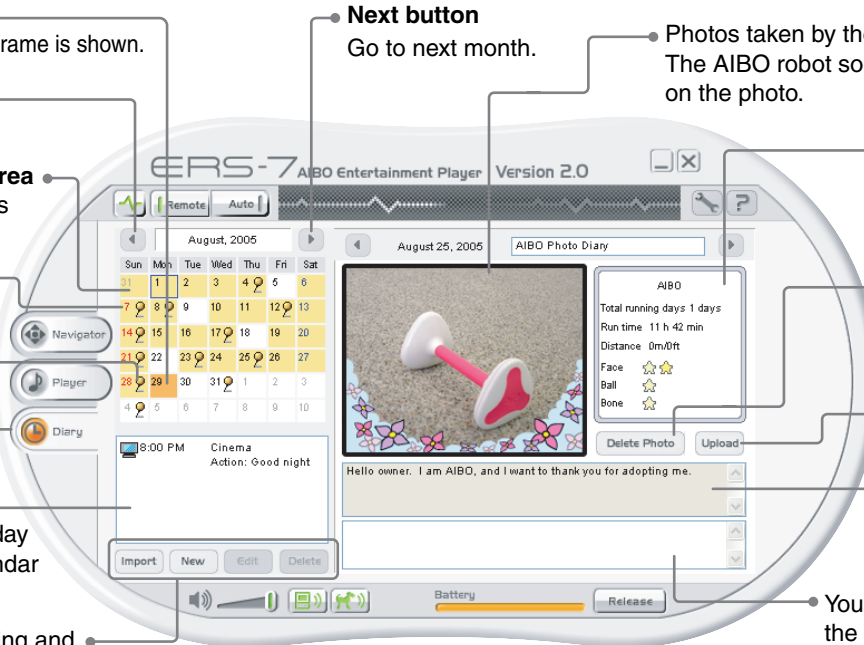 Next button
Go to next month.
rame is shown.
Photos taken by the
The AIBO robot so
on the photo.
rea
s
ERS-7 AIBO Entertainment Player Version 2.0
Remote
Auto
?
August, 2005
Sun Mon Tue Wed Thu Fri Sat
31 1 2 3 4 5 6
7 8 9 10 11 12 13
14 15 16 17 18 19 20
21 22 23 24 25 26 27
28 29 30 31 1 2 3
4 5 6 7 8 9 10
Navigator
Player
Diary
8:00 PM Cinema
Action: Good night
Import
New
Edit
Delete
August 25, 2005
AIBO Photo Diary
AIBO
Total running days 1 days
Run time 11 h 42 min
Distance 0m/0ft
Face
Ball
Bone
Delete Photo
Upload
Hello owner. I am AIBO, and I want to thank you for adopting me.
Battery
Release
lay
ndar
ng and
You
the